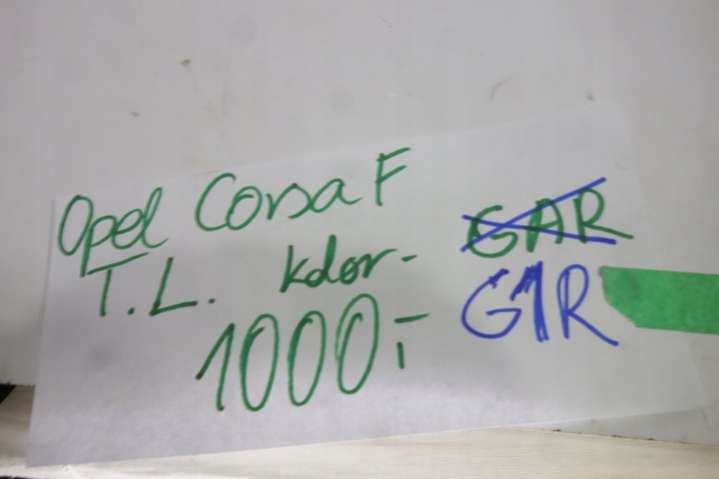 Opel Corsa F
T.L. kdor- GAR
1000,- G1R